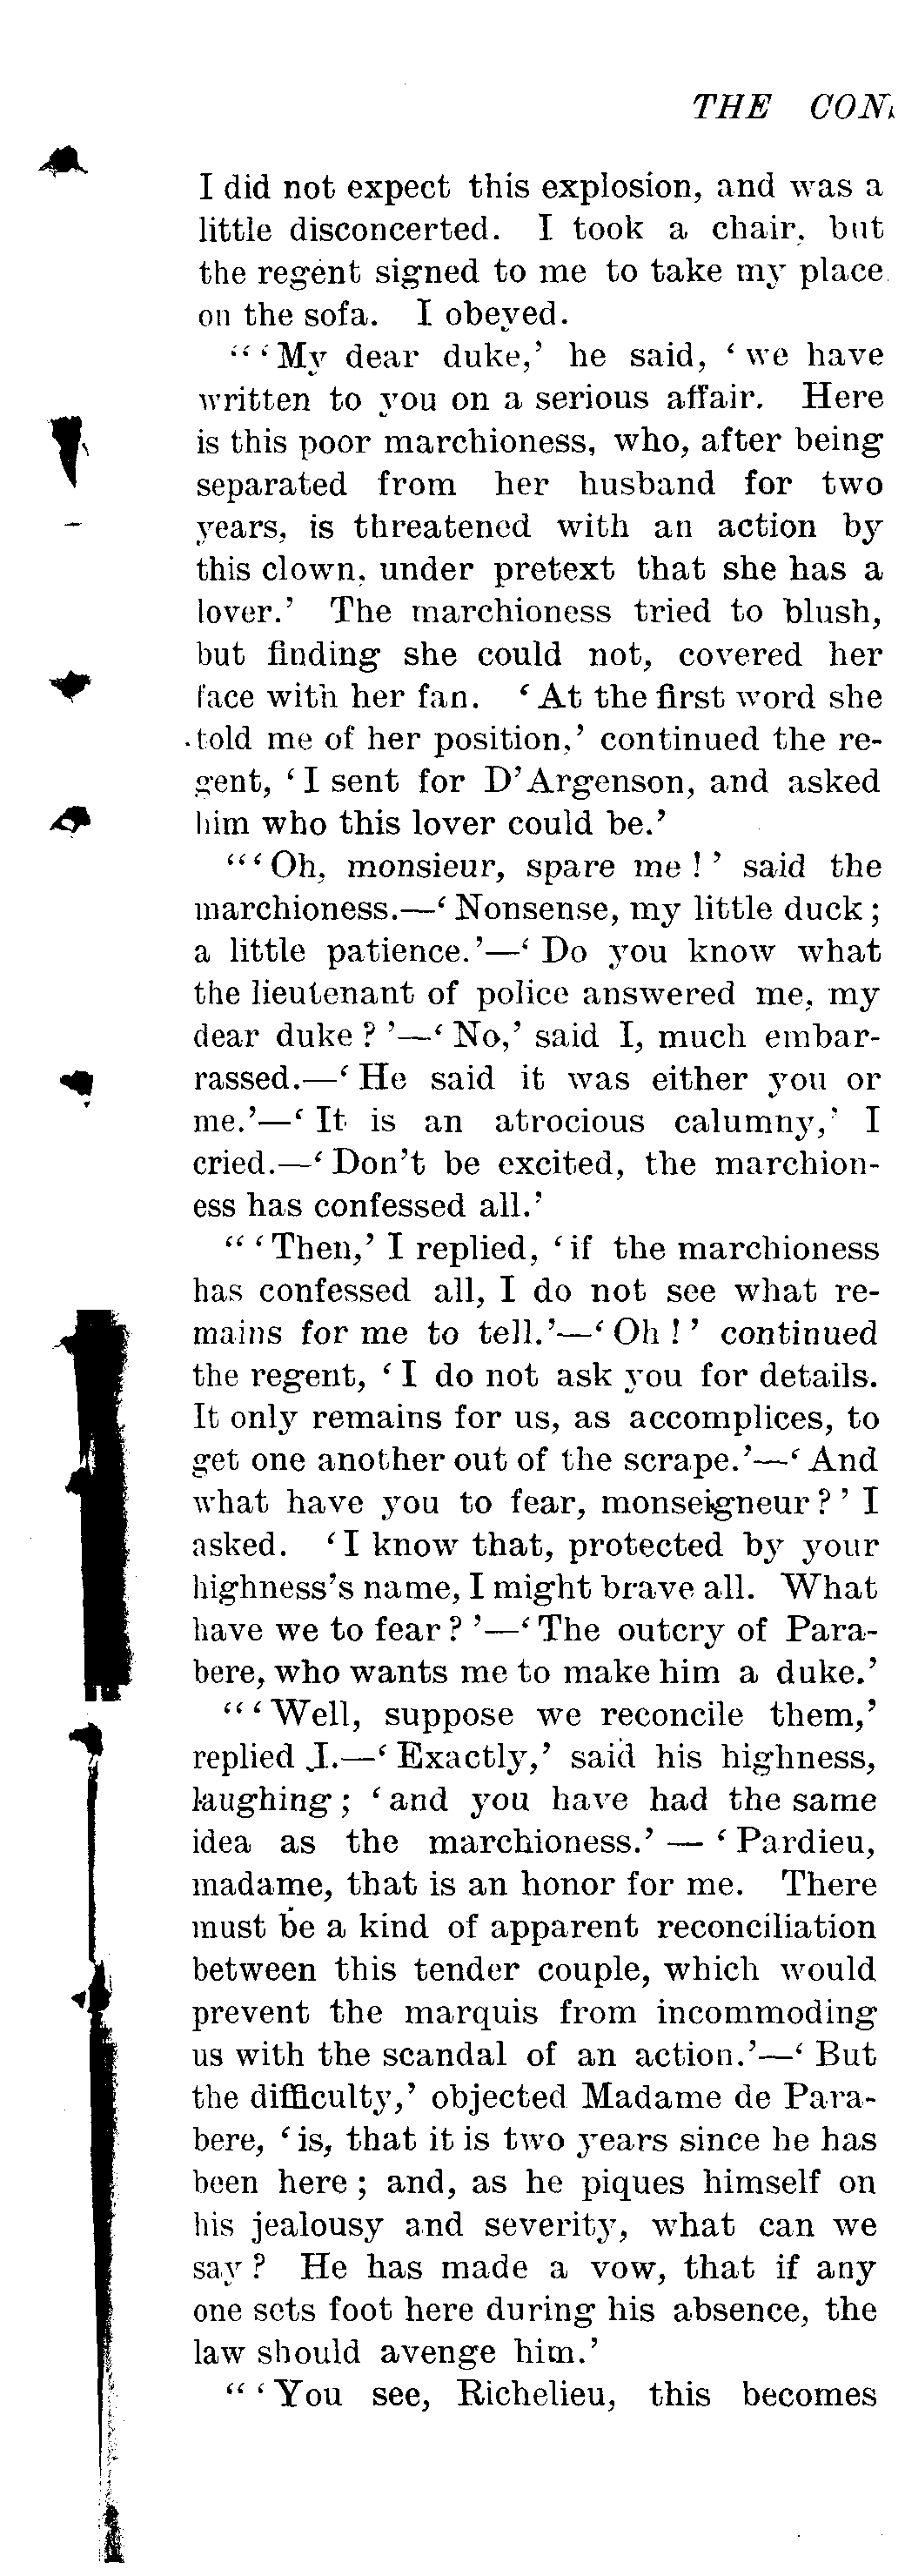 THE CON
I did not expect this explosion, and was a
little disconcerted. I took a chair, but
the regent signed to me to take my place
on the sofa. I obeyed.
“‘My dear duke,’ he said, ‘we have
written to you on a serious affair. Here
is this poor marchioness, who, after being
separated from her husband for two
years, is threatened with an action by
this clown, under pretext that she has a
lover.’ The marchioness tried to blush,
but finding she could not, covered her
face with her fan. ‘At the first word she
told me of her position,’ continued the re-
gent, ‘I sent for D’Argenson, and asked
him who this lover could be.’
“‘Oh, monsieur, spare me!’ said the
marchioness.—‘Nonsense, my little duck;
a little patience.’—‘Do you know what
the lieutenant of police answered me, my
dear duke?’—‘No,’ said I, much embar-
rassed.—‘He said it was either you or
me.’—‘It is an atrocious calumny,’ I
cried.—‘Don’t be excited, the marchion-
ess has confessed all.’
“‘Then,’ I replied, ‘if the marchioness
has confessed all, I do not see what re-
mains for me to tell.’—‘Oh!’ continued
the regent, ‘I do not ask you for details.
It only remains for us, as accomplices, to
get one another out of the scrape.’—‘And
what have you to fear, monseigneur?’ I
asked. ‘I know that, protected by your
highness’s name, I might brave all. What
have we to fear?’—‘The outcry of Para-
bere, who wants me to make him a duke.’
“‘Well, suppose we reconcile them,’
replied I.—‘Exactly,’ said his highness,
laughing; ‘and you have had the same
idea as the marchioness.’—‘Pardieu,
madame, that is an honor for me. There
must be a kind of apparent reconciliation
between this tender couple, which would
prevent the marquis from incommoding
us with the scandal of an action.’—‘But
the difficulty,’ objected Madame de Para-
bere, ‘is, that it is two years since he has
been here; and, as he piques himself on
his jealousy and severity, what can we
say? He has made a vow, that if any
one sets foot here during his absence, the
law should avenge him.’
“‘You see, Richelieu, this becomes